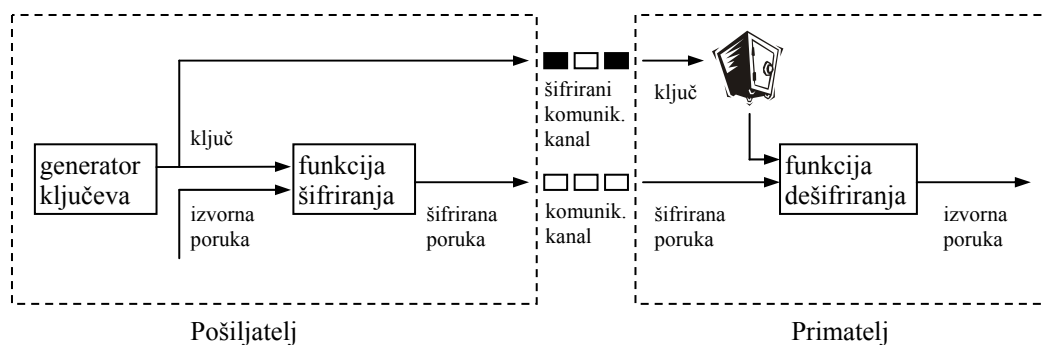 šifrirani
komunik.
kanal
ključ
ključ
generator
ključeva
funkcija
šifriranja
izvorna
poruka
šifrirana
poruka
komunik.
kanal
šifrirana
poruka
funkcija
dešifriranja
izvorna
poruka
Pošiljatelj
Primatelj